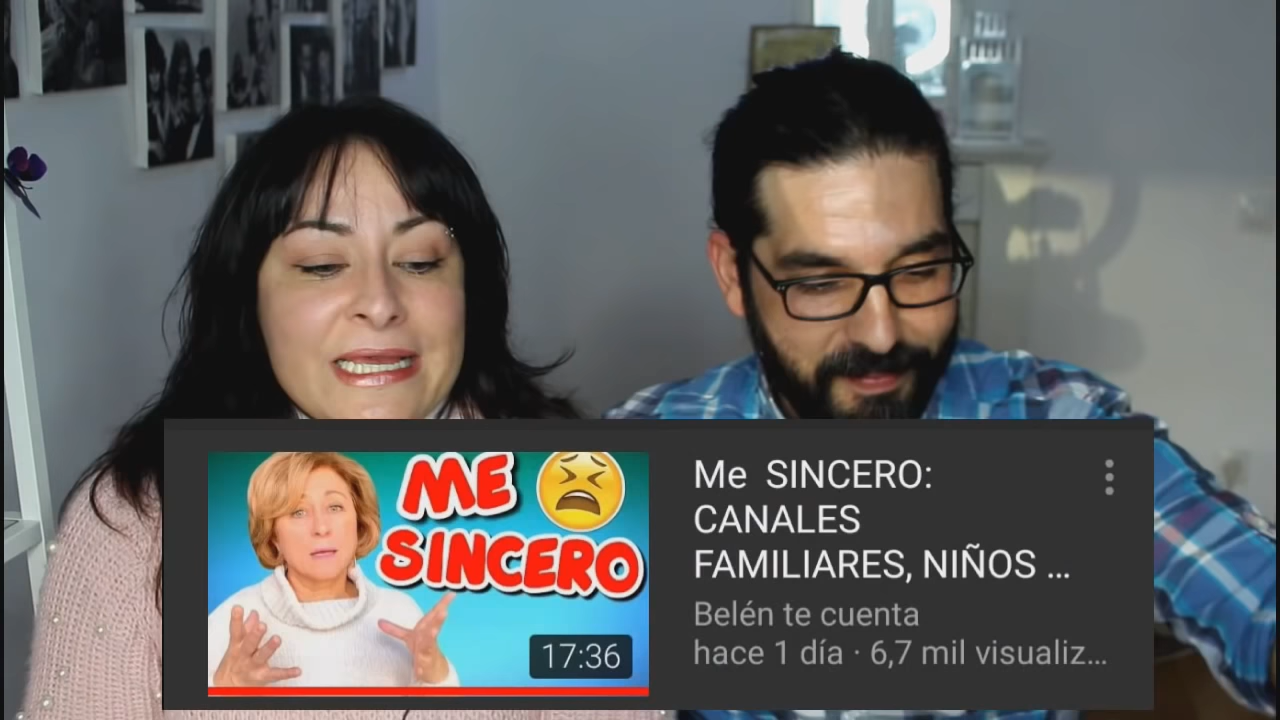 ME
SINCERO
17:36
Me SINCERO:
CANALES
FAMILIARES, NIÑOS ...
Belén te cuenta
hace 1 día · 6,7 mil visualiz...